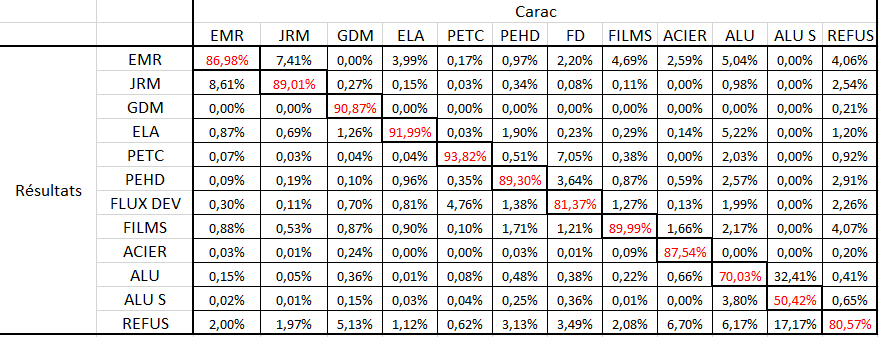 Carac
EMR JRM GDM ELA PETC PEHD FD FILMS ACIER ALU ALU S REFUS
EMR 86,98% 7,41% 0,00% 3,99% 0,17% 0,97% 2,20% 4,69% 2,59% 5,04% 0,00% 4,06%
JRM 8,61% 89,01% 0,27% 0,15% 0,03% 0,34% 0,08% 0,11% 0,00% 0,98% 0,00% 2,54%
GDM 0,00% 0,00% 90,87% 0,00% 0,00% 0,00% 0,00% 0,00% 0,00% 0,00% 0,00% 0,21%
ELA 0,87% 0,69% 1,26% 91,99% 0,03% 1,90% 0,23% 0,29% 0,14% 5,22% 0,00% 1,20%
PETC 0,07% 0,03% 0,04% 0,04% 93,82% 0,51% 7,05% 0,38% 0,00% 2,03% 0,00% 0,92%
Résultats PEHD 0,09% 0,19% 0,10% 0,96% 0,35% 89,30% 3,64% 0,87% 0,59% 2,57% 0,00% 2,91%
FLUX DEV 0,30% 0,11% 0,70% 0,81% 4,76% 1,38% 81,37% 1,27% 0,13% 1,99% 0,00% 2,26%
FILMS 0,88% 0,53% 0,87% 0,90% 0,10% 1,71% 1,21% 89,99% 1,66% 2,17% 0,00% 4,07%
ACIER 0,03% 0,01% 0,24% 0,00% 0,00% 0,03% 0,01% 0,09% 87,54% 0,00% 0,00% 0,20%
ALU 0,15% 0,05% 0,36% 0,01% 0,08% 0,48% 0,38% 0,22% 0,66% 70,03% 32,41% 0,41%
ALU S 0,02% 0,01% 0,15% 0,03% 0,04% 0,25% 0,36% 0,01% 0,00% 3,80% 50,42% 0,65%
REFUS 2,00% 1,97% 5,13% 1,12% 0,62% 3,13% 3,49% 2,08% 6,70% 6,17% 17,17% 80,57%